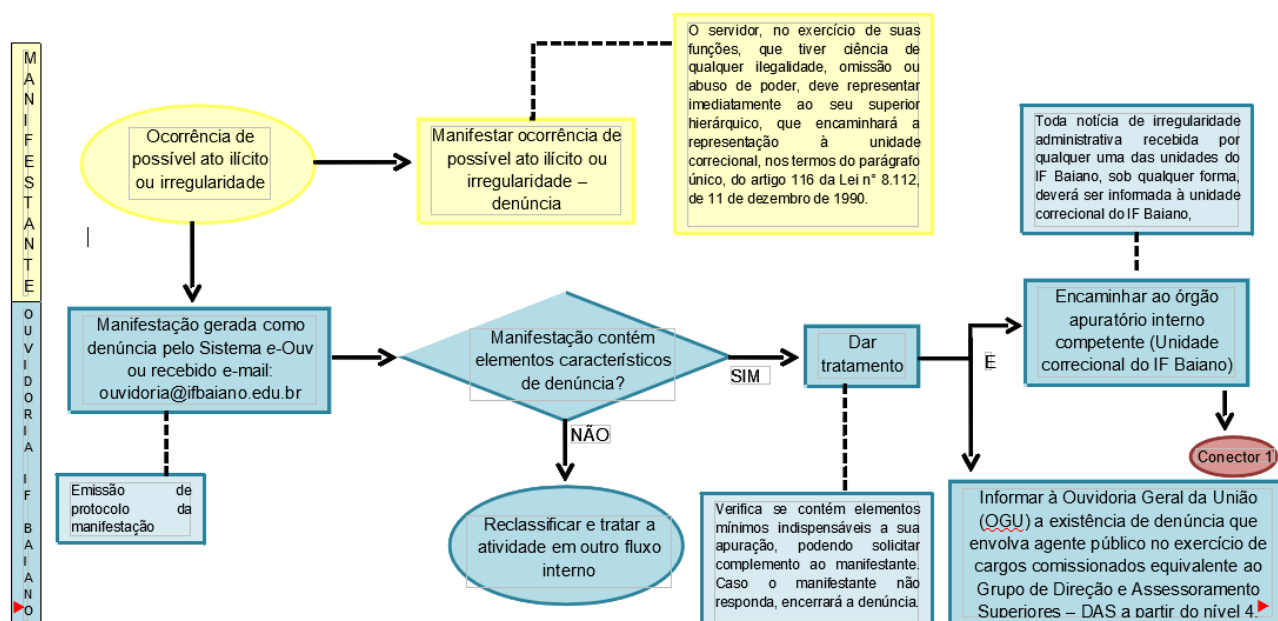 M
A
N
I
F
E
S
T
A
N
T
E
Ocorrência de
possível ato ilícito
ou irregularidade
Manifestar ocorrência de
possível ato ilícito ou
irregularidade –
denúncia
O servidor, no exercício de suas
funções, que tiver ciência de
qualquer ilegalidade, omissão ou
abuso de poder, deve representar
imediatamente ao seu superior
hierárquico, que encaminhará a
representação à unidade
correcional, nos termos do parágrafo
único, do artigo 116 da Lei n° 8.112,
de 11 de dezembro de 1990.
Toda notícia de irregularidade
administrativa recebida por
qualquer uma das unidades do
IF Baiano, sob qualquer forma,
deverá ser informada à unidade
correcional do IF Baiano,
O
U
V
I
D
O
R
I
A
I
F
B
A
I
A
N
O
Manifestação gerada como
denúncia pelo Sistema e-Ouv
ou recebido e-mail:
ouvidoria@ifbaiano.edu.br
Emissão de
protocolo da
manifestação
Manifestação contém
elementos característicos
de denúncia?
SIM
NÃO
Reclassificar e tratar a
atividade em outro fluxo
interno
Dar
tratamento
Verifica se contém elementos
mínimos indispensáveis a sua
apuração, podendo solicitar
complemento ao manifestante.
Caso o manifestante não
responda, encerrará a denúncia.
E
Encaminhar ao órgão
apuratório interno
competente (Unidade
correcional do IF Baiano)
Conector 1
Informar à Ouvidoria Geral da União
(OGU) a existência de denúncia que
envolva agente público no exercício de
cargos comissionados equivalente ao
Grupo de Direção e Assessoramento
Superiores – DAS a partir do nível 4.